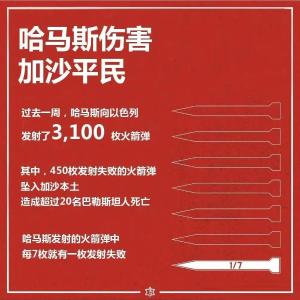 哈马斯伤害
加沙平民
过去一周，哈马斯向以色列
发射了3,100 枚火箭弹
其中，450枚发射失败的火箭弹
坠入加沙本土
造成超过20名巴勒斯坦人死亡
哈马斯发射的火箭弹中
每7枚就有一枚发射失败
1/7